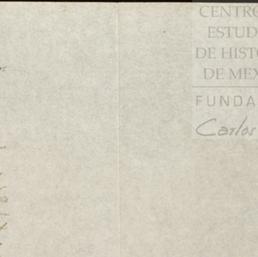 CENTRO
ESTUD
DE HISTO
DE MEX
FUNDA
Carlos